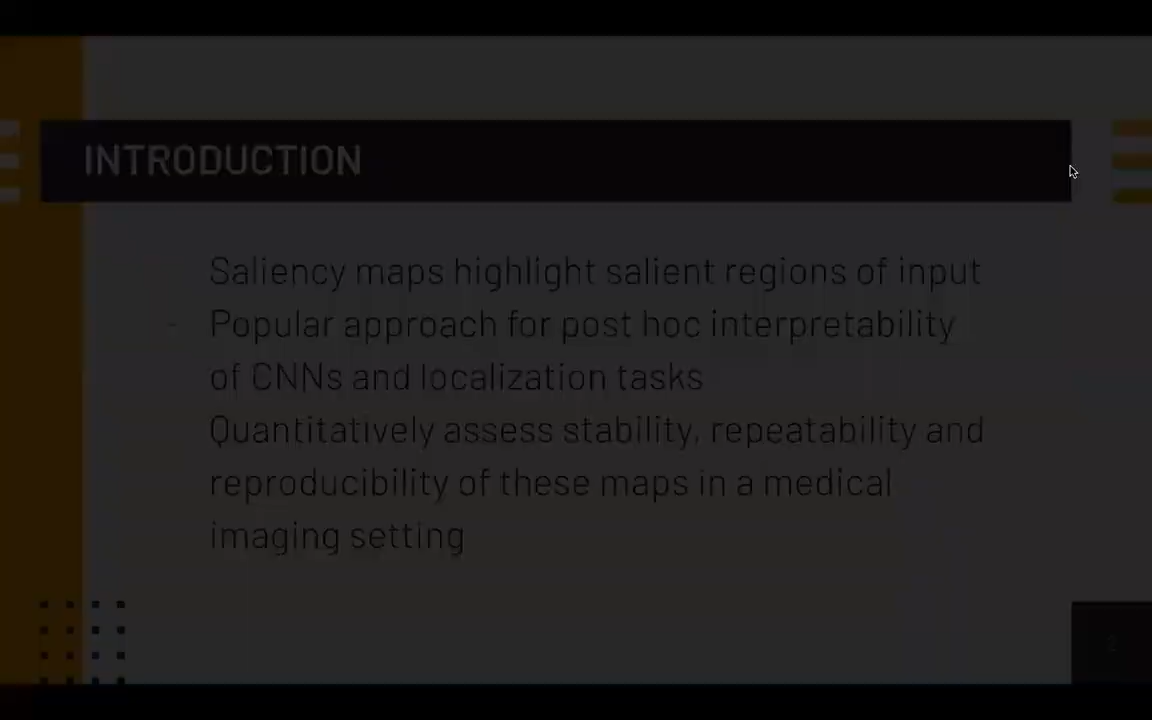 INTRODUCTION
Saliency maps highlight salient regions of input
- Popular approach for post hoc interpretability
of CNNs and localization tasks
Quantitatively assess stability, repeatability and
reproducibility of these maps in a medical
imaging setting
2